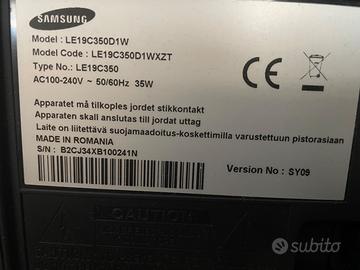 SAMSUNG
Model : LE19C350D1W
Model Code : LE19C350D1WXZT
Type No. : LE19C350
AC100-240V ~ 50/60Hz 35W
CE
Apparatet må tilkoples jordet stikkontakt
Apparaten skall anslutas till jordat uttag
Laite on liitettävä suojamaadoitus-koskettimilla varustettuun pistorasiaan
MADE IN ROMANIA
S/N : B2CJ34XB100241N
Version No : SY09
CAUTION
subito